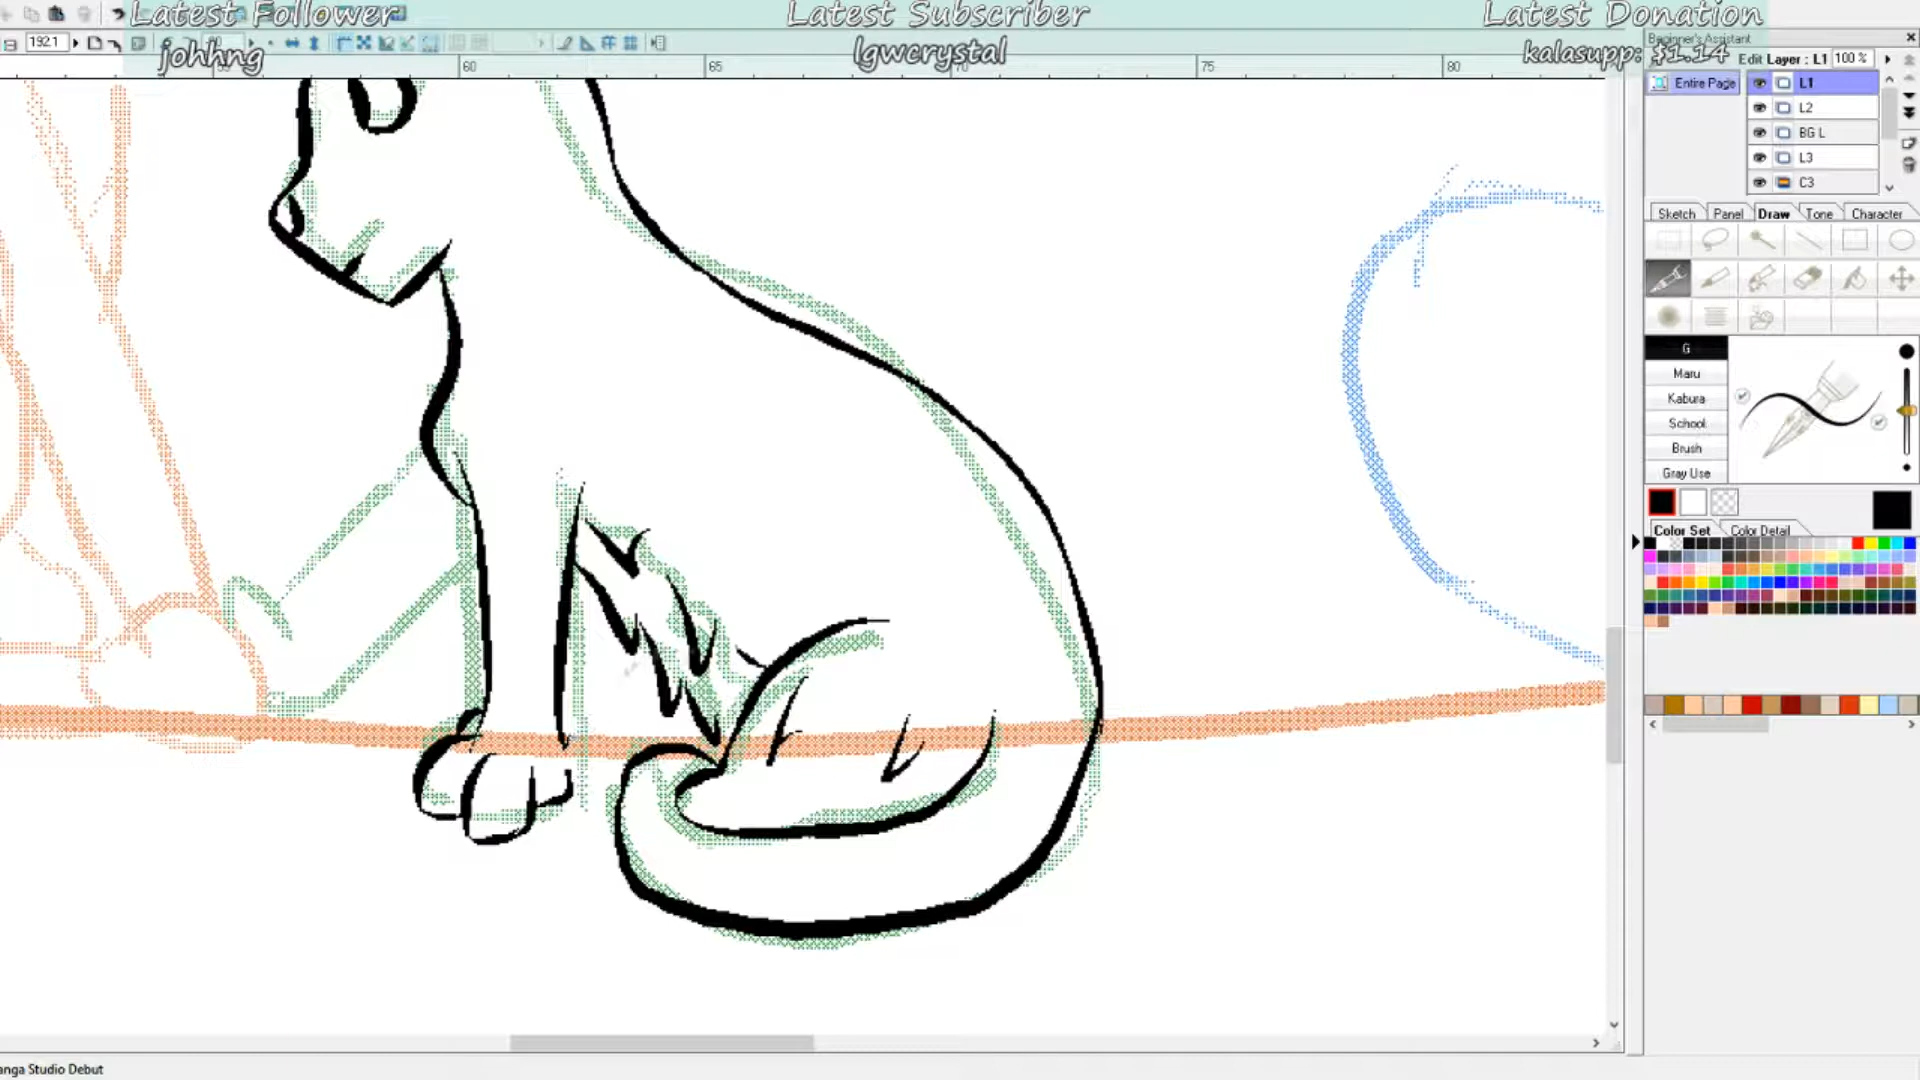 Latest Follower
Latest Subscriber
Latest Donation
johhng
lgwcrystal
kalasupp: $1.14
192.1
60
65
70
75
80
Beginner's Assistant
Edit Layer : L1 100 %
Entire Page
L1
L2
BG L
L3
C3
Sketch Panel Draw Tone Character
G
Maru
Kabura
School
Brush
Gray Use
Color Set Color Detail
anga Studio Debut